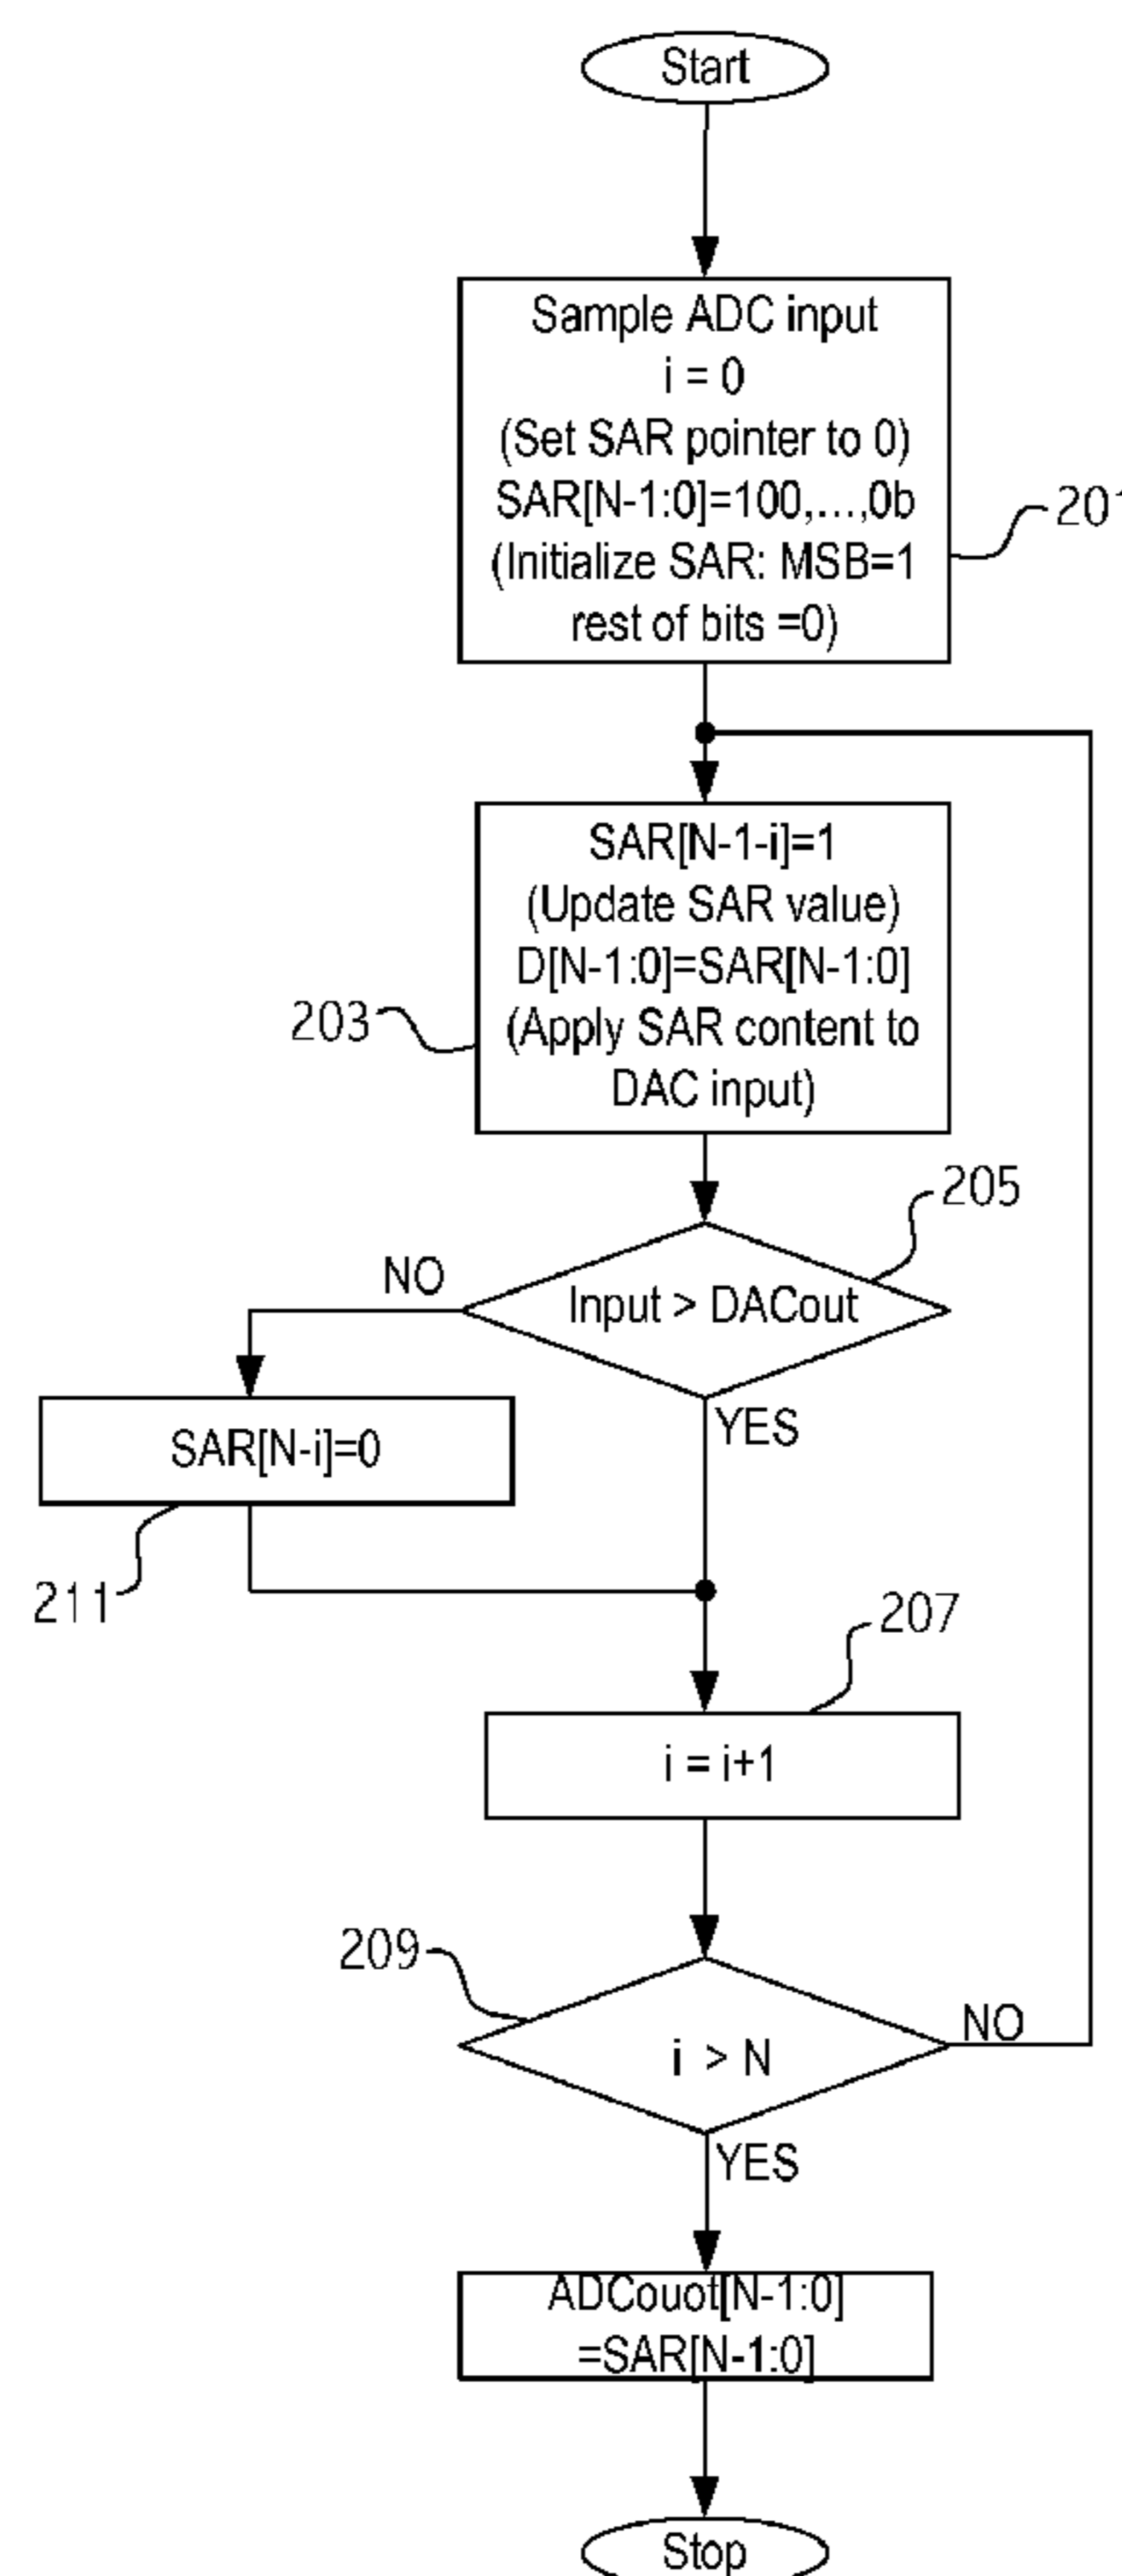 Start
Sample ADC input
i = 0
(Set SAR pointer to 0)
SAR[N-1:0]=100,...,0b
(Initialize SAR: MSB=1
rest of bits =0)
201
SAR[N-1-i]=1
(Update SAR value)
D[N-1:0]=SAR[N-1:0]
(Apply SAR content to
DAC input)
203
205
Input > DACout
NO
YES
SAR[N-i]=0
211
207
i = i+1
209
i > N
NO
YES
ADCouot[N-1:0]
=SAR[N-1:0]
Stop